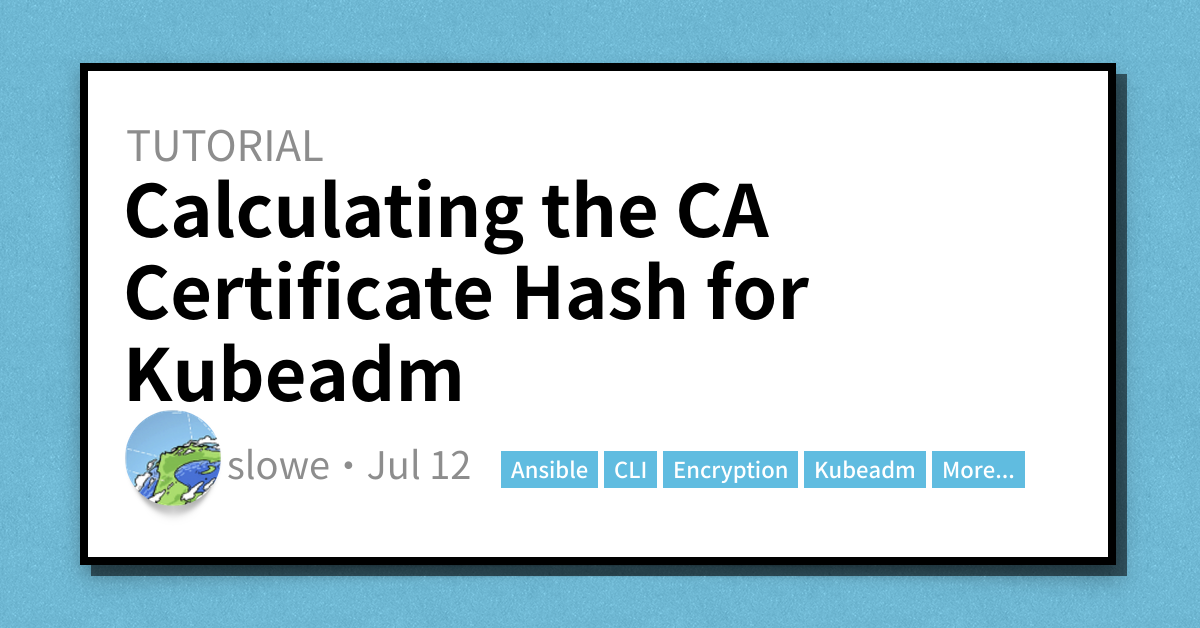 TUTORIAL
Calculating the CA
Certificate Hash for
Kubeadm
slowe • Jul 12 Ansible CLI Encryption Kubeadm More...